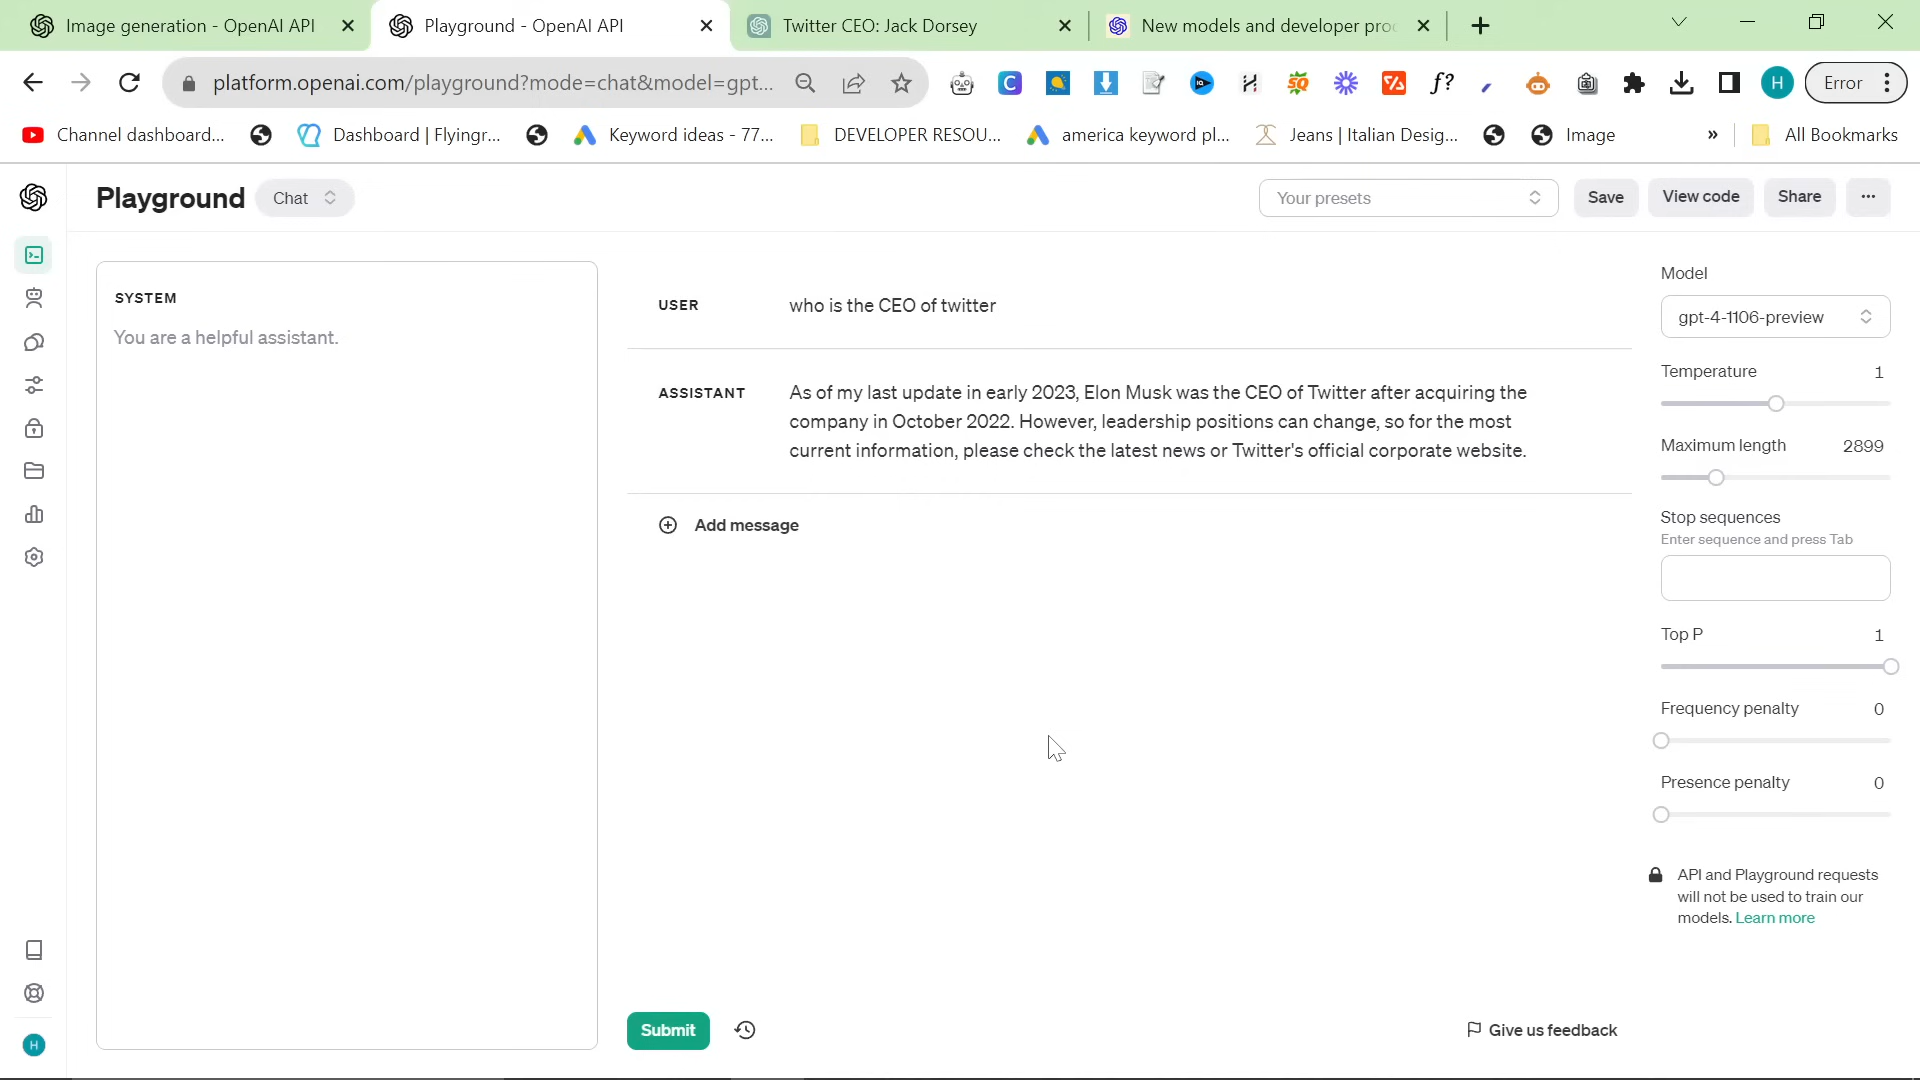 Image generation - OpenAI API
Playground - OpenAI API
Twitter CEO: Jack Dorsey
New models and developer pro
platform.openai.com/playground?mode=chat&model=gpt...
H
Error
Channel dashboard...
Dashboard | Flyingr...
Keyword ideas - 77...
DEVELOPER RESOU...
america keyword pl...
Jeans | Italian Desig...
Image
»
All Bookmarks
Playground
Chat
Your presets
Save
View code
Share
...
SYSTEM
You are a helpful assistant.
USER
who is the CEO of twitter
ASSISTANT
As of my last update in early 2023, Elon Musk was the CEO of Twitter after acquiring the
company in October 2022. However, leadership positions can change, so for the most
current information, please check the latest news or Twitter's official corporate website.
Add message
Submit
Give us feedback
Model
gpt-4-1106-preview
Temperature 1
Maximum length 2899
Stop sequences
Enter sequence and press Tab
Top P 1
Frequency penalty 0
Presence penalty 0
API and Playground requests
will not be used to train our
models. Learn more
H